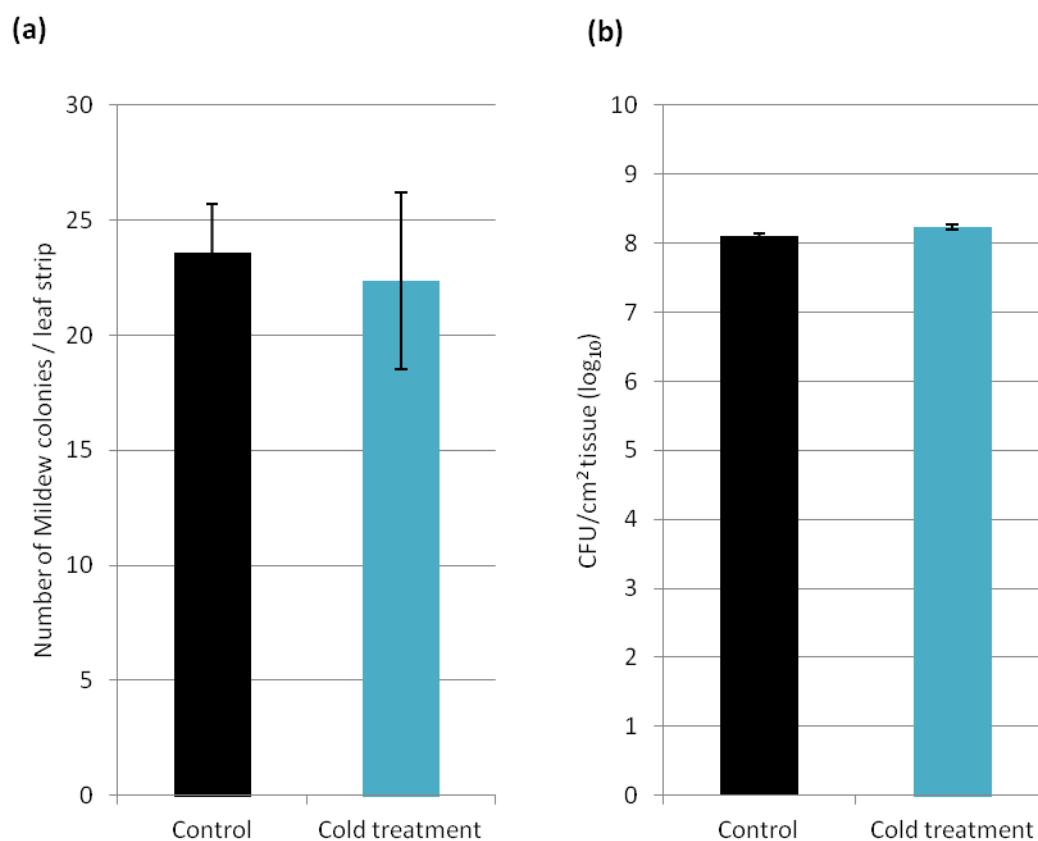 (a)
Number of Mildew colonies / leaf strip
30
25
20
15
10
5
0
Control
Cold treatment
(b)
CFU/cm² tissue (log₁₀)
10
9
8
7
6
5
4
3
2
1
0
Control
Cold treatment